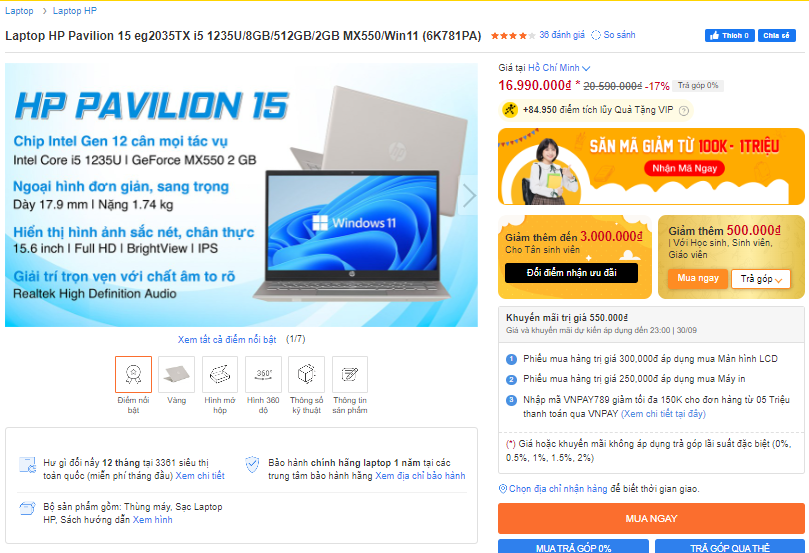 Laptop › Laptop HP
Laptop HP Pavilion 15 eg2035TX i5 1235U/8GB/512GB/2GB MX550/Win11 (6K781PA)
36 đánh giá
So sánh
Thích 0
Chia sẻ
HP PAVILION 15
Chip Intel Gen 12 cân mọi tác vụ
Intel Core i5 1235U | GeForce MX550 2 GB
Ngoại hình đơn giản, sang trọng
Dày 17.9 mm | Nặng 1.74 kg
Hiển thị hình ảnh sắc nét, chân thực
15.6 inch | Full HD | BrightView | IPS
Giải trí trọn vẹn với chất âm to rõ
Realtek High Definition Audio
Windows 11
Xem tất cả điểm nổi bật (1/7)
Điểm nổi
bật
Vàng
Hình mở
hộp
360°
Hình 360
độ
Thông số
kỹ thuật
Thông tin
sản phẩm
Hư gì đổi nấy 12 tháng tại 3361 siêu thị
toàn quốc (miễn phí tháng đầu) Xem chi tiết
Bảo hành chính hãng laptop 1 năm tại các
trung tâm bảo hành hãng Xem địa chỉ bảo hành
Bộ sản phẩm gồm: Thùng máy, Sạc Laptop
HP, Sách hướng dẫn Xem hình
Giá tại Hồ Chí Minh
16.990.000₫ * 20.590.000₫ -17% Trả góp 0%
+84.950 điểm tích lũy Quà Tặng VIP
SĂN MÃ GIẢM TỪ 100K - 1TRIỆU
Nhận Mã Ngay
Giảm thêm đến 3.000.000₫
Cho Tân sinh viên
Đổi điểm nhận ưu đãi
Giảm thêm 500.000₫
| Với Học sinh, Sinh viên,
Giáo viên
Mua ngay
Trả góp
Khuyến mãi trị giá 550.000₫
Giá và khuyến mãi dự kiến áp dụng đến 23:00 | 30/09
1 Phiếu mua hàng trị giá 300,000đ áp dụng mua Màn hình LCD
2 Phiếu mua hàng trị giá 250,000đ áp dụng mua Máy in
3 Nhập mã VNPAY789 giảm tối đa 150K cho đơn hàng từ 05 Triệu
thanh toán qua VNPAY (Xem chi tiết tại đây)
(*) Giá hoặc khuyến mãi không áp dụng trả góp lãi suất đặc biệt (0%,
0.5%, 1%, 1.5%, 2%)
Chọn địa chỉ nhận hàng để biết thời gian giao.
MUA NGAY
MUA TRẢ GÓP 0%
TRẢ GÓP QUA THẺ